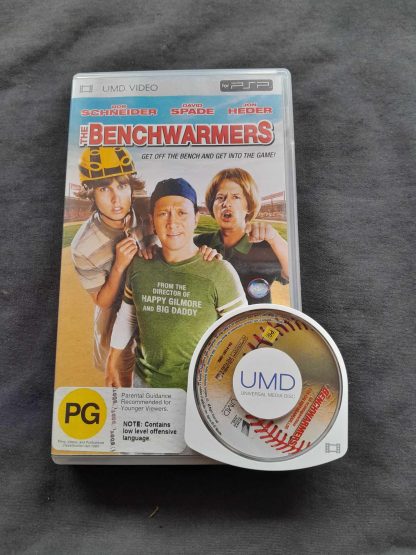 UMD VIDEO
for PSP
ROB SCHNEIDER
DAVID SPADE
JON HEDER
THE BENCHWARMERS
GET OFF THE BENCH AND GET INTO THE GAME!
FROM THE
DIRECTOR OF
HAPPY GILMORE
AND BIG DADDY
PG
Parental Guidance
Recommended for
Younger Viewers.
NOTE: Contains
low level offensive
language.
UMD
UNIVERSAL MEDIA DISC
BENCHWARMERS